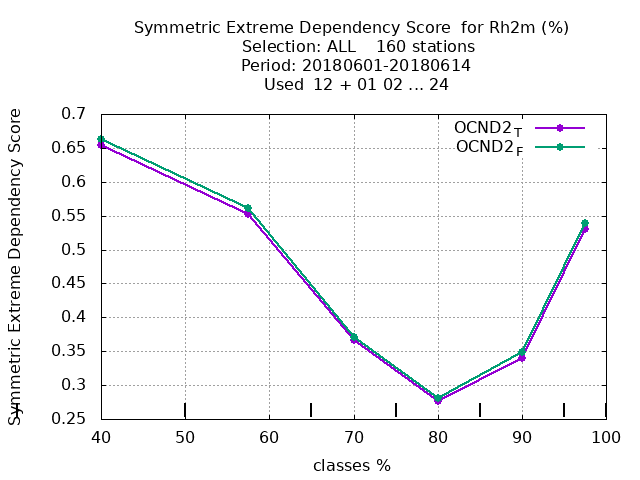 Symmetric Extreme Dependency Score for Rh2m (%)
Selection: ALL 160 stations
Period: 20180601-20180614
Used 12 + 01 02 ... 24
Symmetric Extreme Dependency Score
0.7
0.65
0.6
0.55
0.5
0.45
0.4
0.35
0.3
0.25
OCND2T
OCND2F
40
50
60
70
80
90
100
classes %